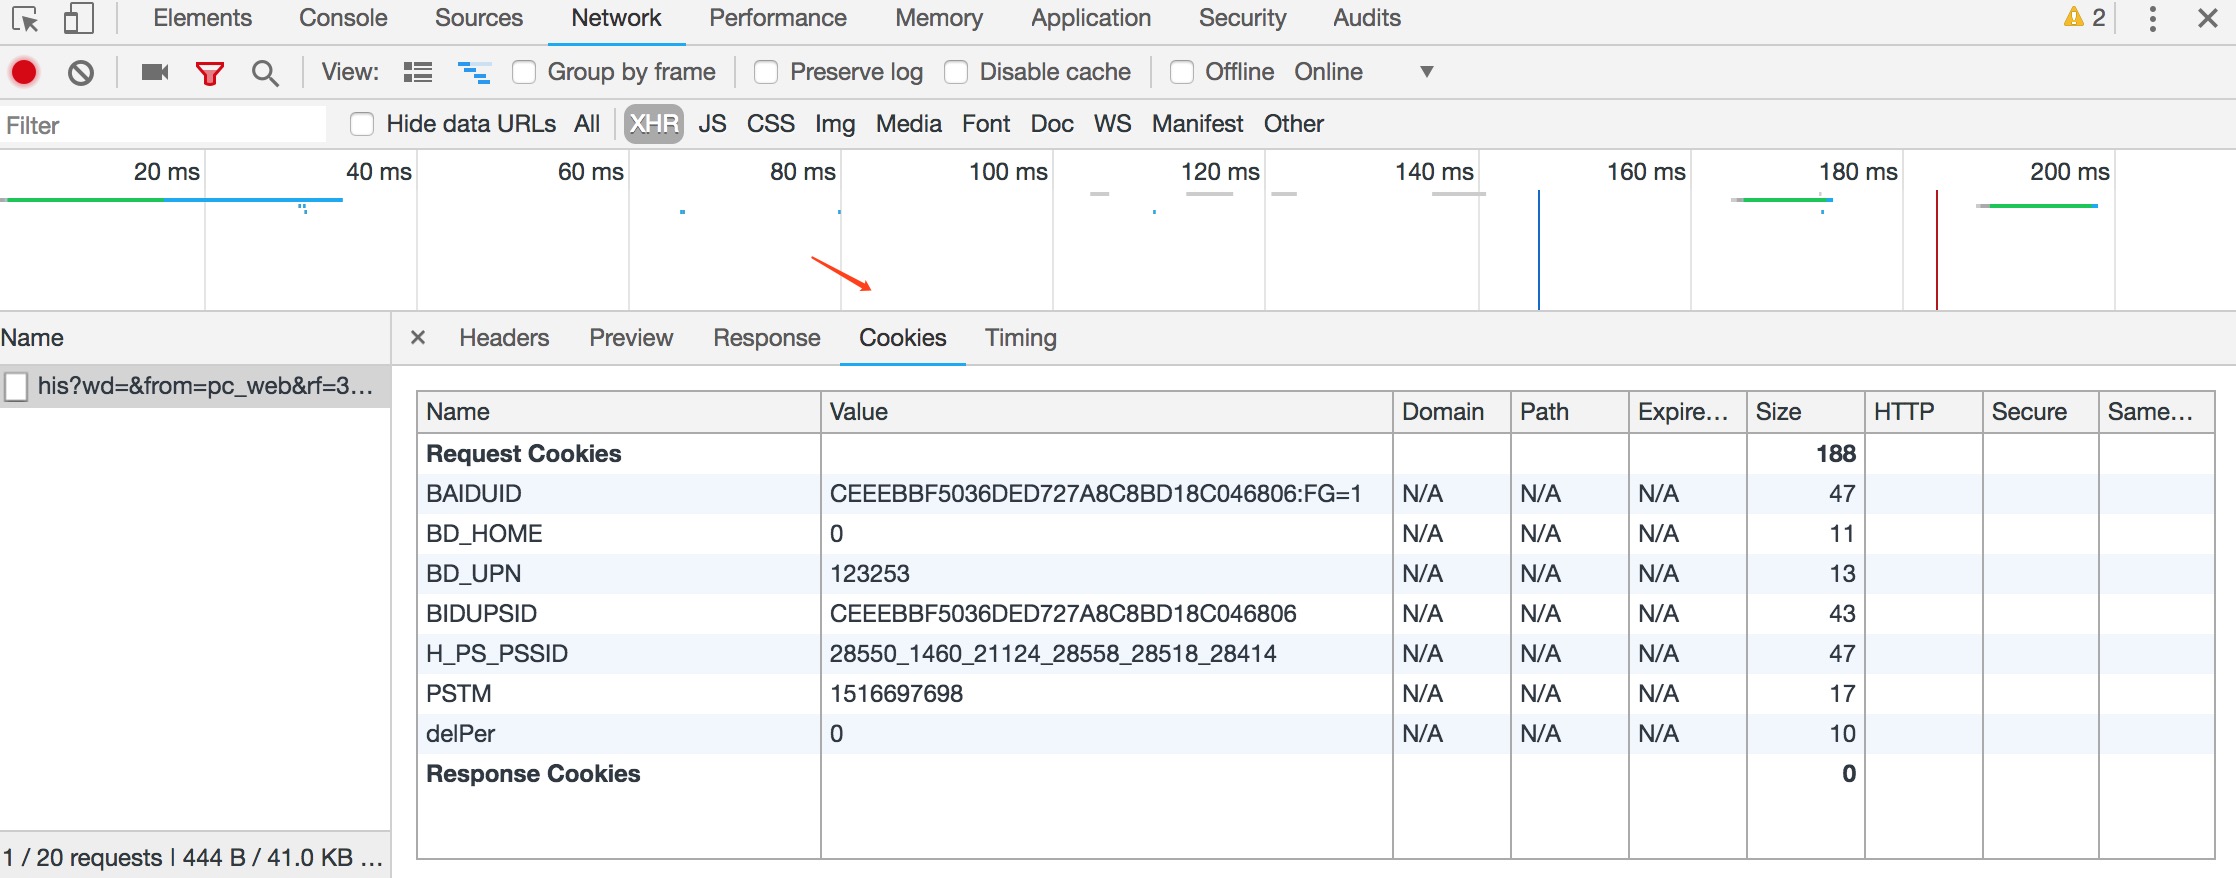 Elements Console Sources Network Performance Memory Application Security Audits 2
View: Group by frame Preserve log Disable cache Offline Online
Filter Hide data URLs All XHR JS CSS Img Media Font Doc WS Manifest Other
20 ms 40 ms 60 ms 80 ms 100 ms 120 ms 140 ms 160 ms 180 ms 200 ms
Name × Headers Preview Response Cookies Timing
his?wd=&from=pc_web&rf=3...
Name Value Domain Path Expire... Size HTTP Secure Same...
Request Cookies 188
BAIDUID CEEEBBF5036DED727A8C8BD18C046806:FG=1 N/A N/A N/A 47
BD_HOME 0 N/A N/A N/A 11
BD_UPN 123253 N/A N/A N/A 13
BIDUPSID CEEEBBF5036DED727A8C8BD18C046806 N/A N/A N/A 43
H_PS_PSSID 28550_1460_21124_28558_28518_28414 N/A N/A N/A 47
PSTM 1516697698 N/A N/A N/A 17
delPer 0 N/A N/A N/A 10
Response Cookies 0
1 / 20 requests | 444 B / 41.0 KB ...